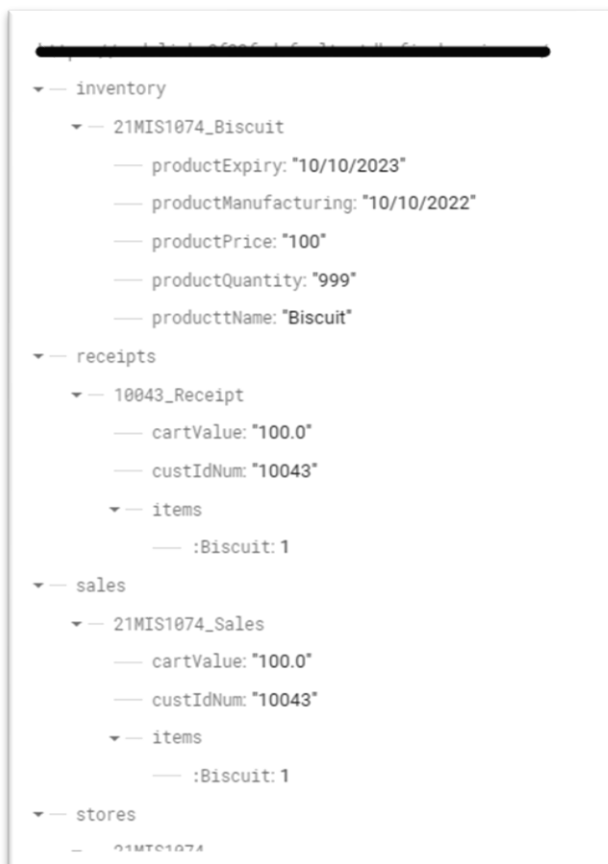 inventory
21MIS1074_Biscuit
productExpiry: "10/10/2023"
productManufacturing: "10/10/2022"
productPrice: "100"
productQuantity: "999"
producttName: "Biscuit"
receipts
10043_Receipt
cartValue: "100.0"
custIdNum: "10043"
items
:Biscuit: 1
sales
21MIS1074_Sales
cartValue: "100.0"
custIdNum: "10043"
items
:Biscuit: 1
stores
21MIS1074